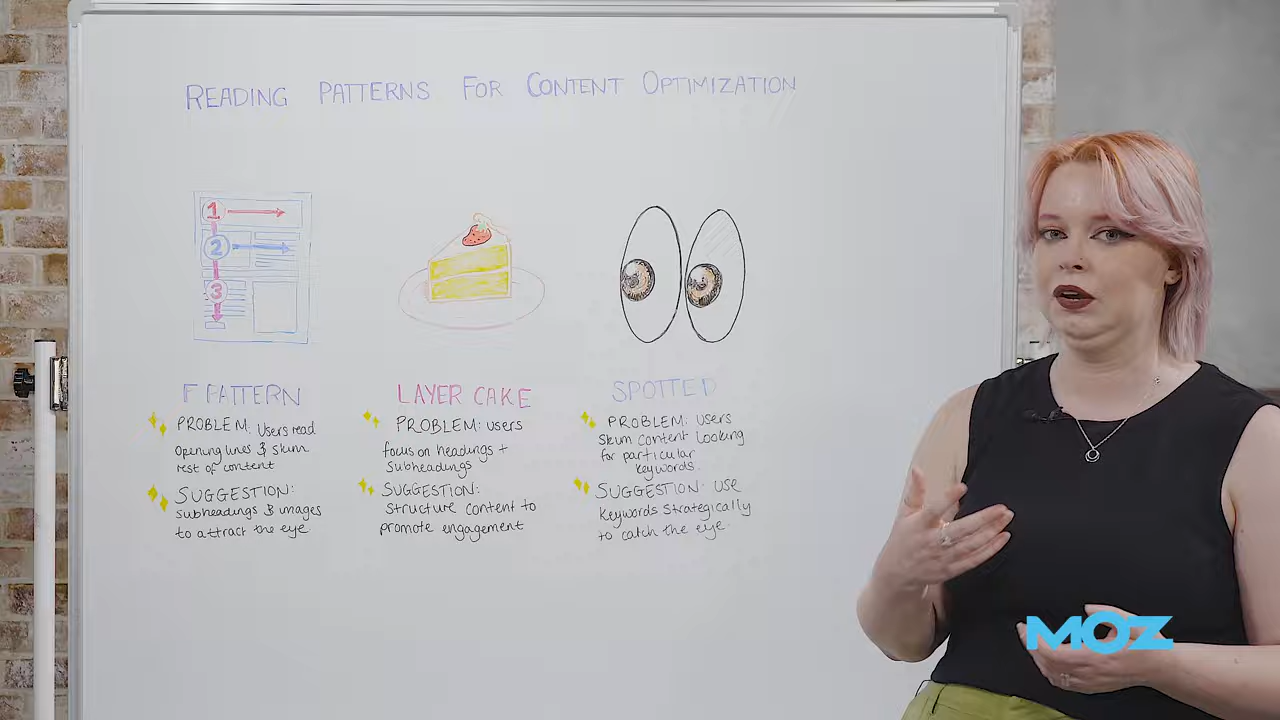 READING PATTERNS FOR CONTENT OPTIMIZATION
1
2
3
F PATTERN
PROBLEM: Users read
Opening lines & skim
rest of content
SUGGESTION:
subheadings & images
to attract the eye
LAYER CAKE
PROBLEM: users
focus on headings +
subheadings
SUGGESTION:
structure content to
promote engagement
SPOTTED
PROBLEM: users
skim content looking
for particular
keywords.
SUGGESTION: use
keywords strategically
to catch the eye.
MOZ